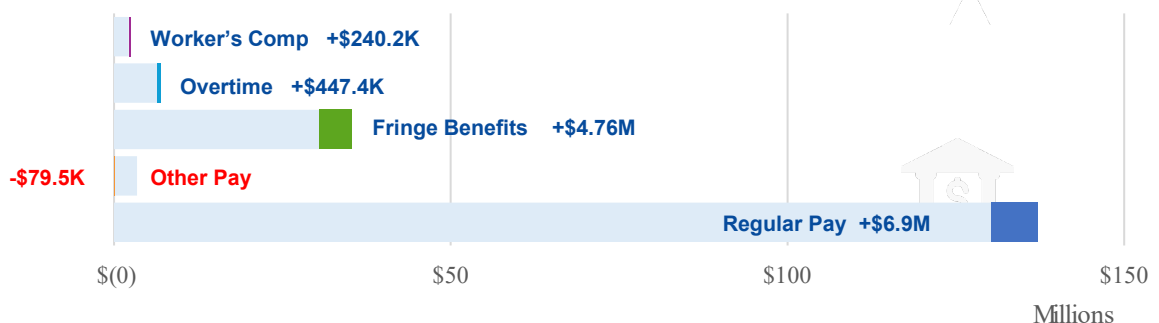 Worker's Comp +$240.2K
Overtime +$447.4K
Fringe Benefits +$4.76M
-$79.5K Other Pay
Regular Pay +$6.9M
$(0) $50 $100 $150
Millions